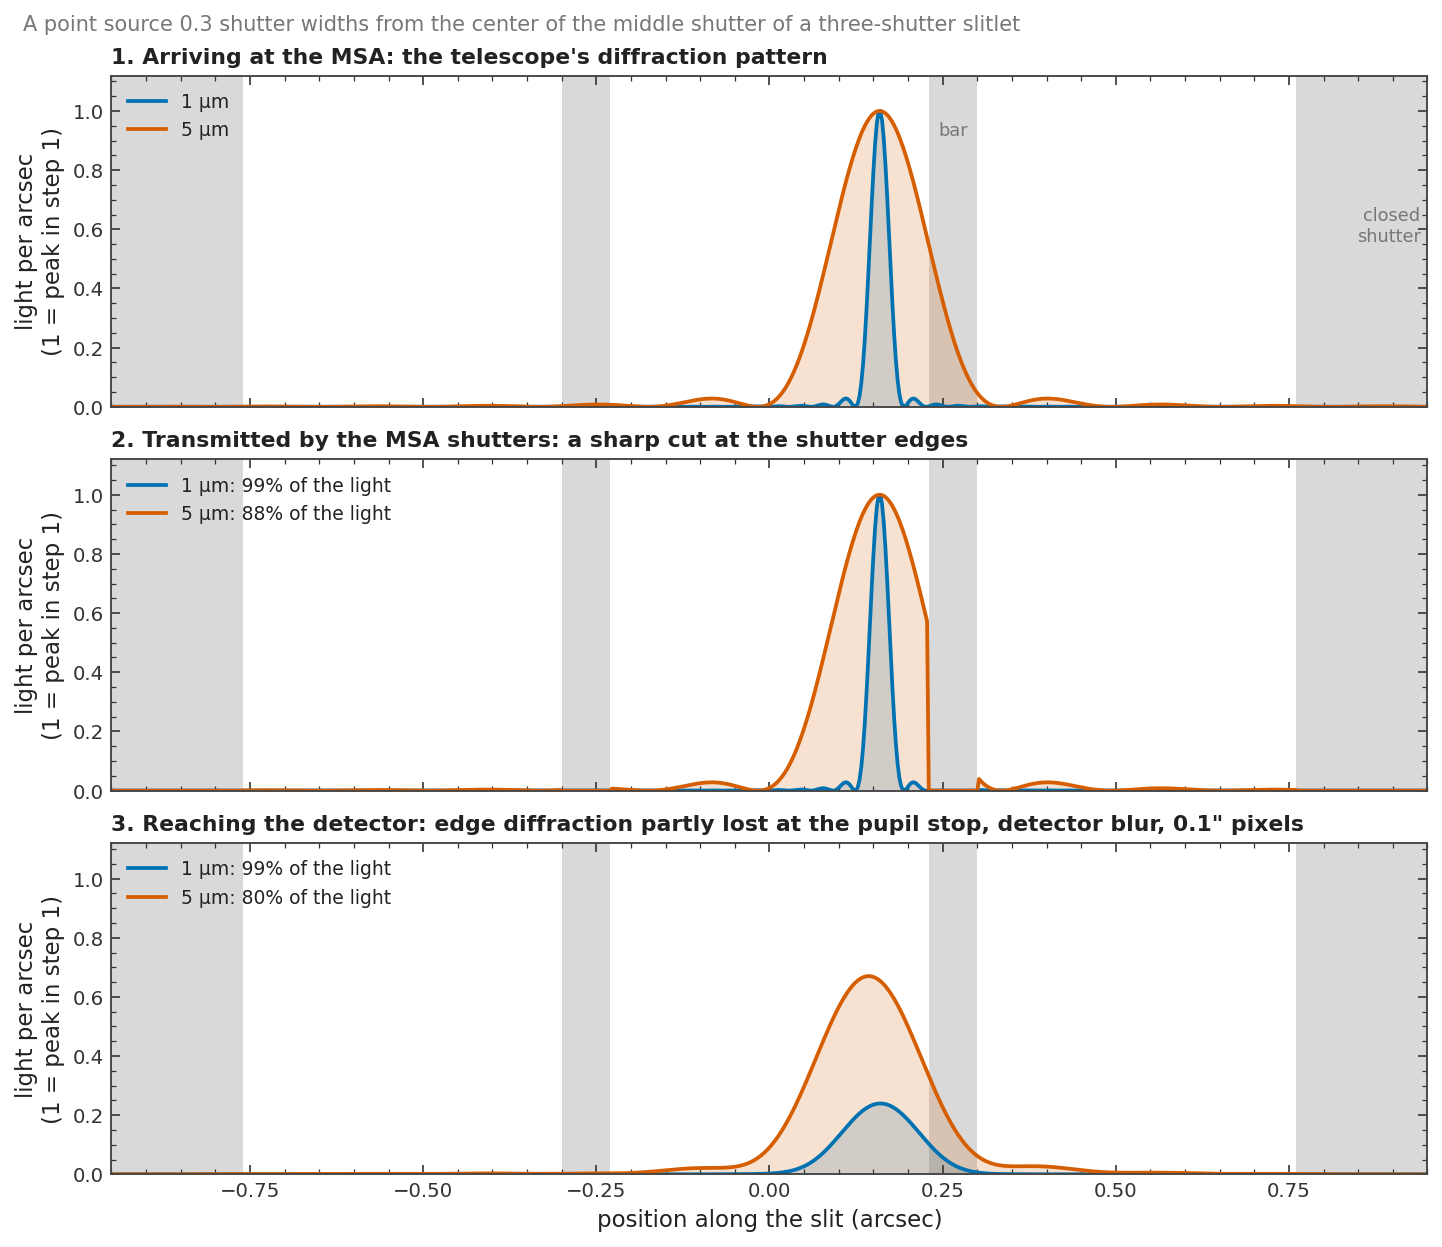 A point source 0.3 shutter widths from the center of the middle shutter of a three-shutter slitlet
1. Arriving at the MSA: the telescope's diffraction pattern
1 µm
5 µm
bar
closed
shutter
light per arcsec
(1 = peak in step 1)
1.0
0.8
0.6
0.4
0.2
0.0
2. Transmitted by the MSA shutters: a sharp cut at the shutter edges
1 µm: 99% of the light
5 µm: 88% of the light
light per arcsec
(1 = peak in step 1)
1.0
0.8
0.6
0.4
0.2
0.0
3. Reaching the detector: edge diffraction partly lost at the pupil stop, detector blur, 0.1" pixels
1 µm: 99% of the light
5 µm: 80% of the light
light per arcsec
(1 = peak in step 1)
1.0
0.8
0.6
0.4
0.2
0.0
−0.75 −0.50 −0.25 0.00 0.25 0.50 0.75
position along the slit (arcsec)